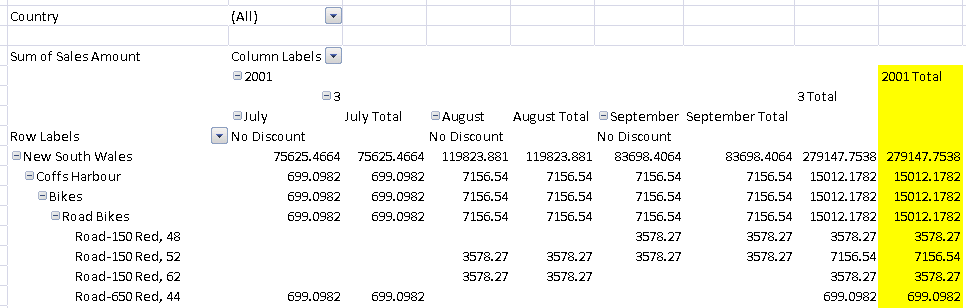 Country (All)
Sum of Sales Amount Column Labels
2001 2001 Total
3 3 Total
July July Total August August Total September September Total
Row Labels No Discount No Discount No Discount
New South Wales 75625.4664 75625.4664 119823.881 119823.881 83698.4064 83698.4064 279147.7538 279147.7538
Coffs Harbour 699.0982 699.0982 7156.54 7156.54 7156.54 7156.54 15012.1782 15012.1782
Bikes 699.0982 699.0982 7156.54 7156.54 7156.54 7156.54 15012.1782 15012.1782
Road Bikes 699.0982 699.0982 7156.54 7156.54 7156.54 7156.54 15012.1782 15012.1782
Road-150 Red, 48 3578.27 3578.27 3578.27 3578.27
Road-150 Red, 52 3578.27 3578.27 3578.27 3578.27 7156.54 7156.54
Road-150 Red, 62 3578.27 3578.27 3578.27 3578.27
Road-650 Red, 44 699.0982 699.0982 699.0982 699.0982